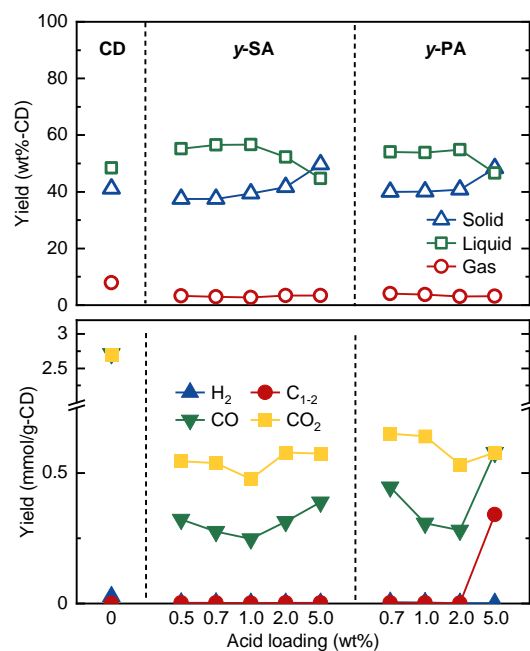 CD y-SA y-PA
100
80
60
40
20
0
Yield (wt%-CD)
Solid
Liquid
Gas
3
2.5
0.5
0
Yield (mmol/g-CD)
H₂ C₁₋₂
CO CO₂
0 0.5 0.7 1.0 2.0 5.0 0.7 1.0 2.0 5.0
Acid loading (wt%)